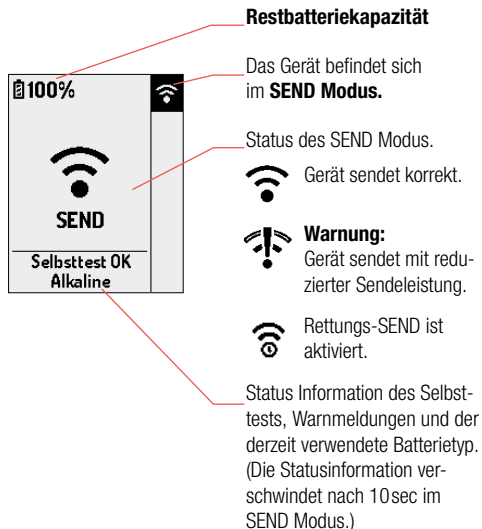 Restbatteriekapazität
Das Gerät befindet sich
im SEND Modus.
100%
SEND
Selbsttest OK
Alkaline
Status des SEND Modus.
Gerät sendet korrekt.
Warnung:
Gerät sendet mit redu-
zierter Sendeleistung.
Rettungs-SEND ist
aktiviert.
Status Information des Selbst-
tests, Warnmeldungen und der
derzeit verwendete Batterietyp.
(Die Statusinformation ver-
schwindet nach 10 sec im
SEND Modus.)